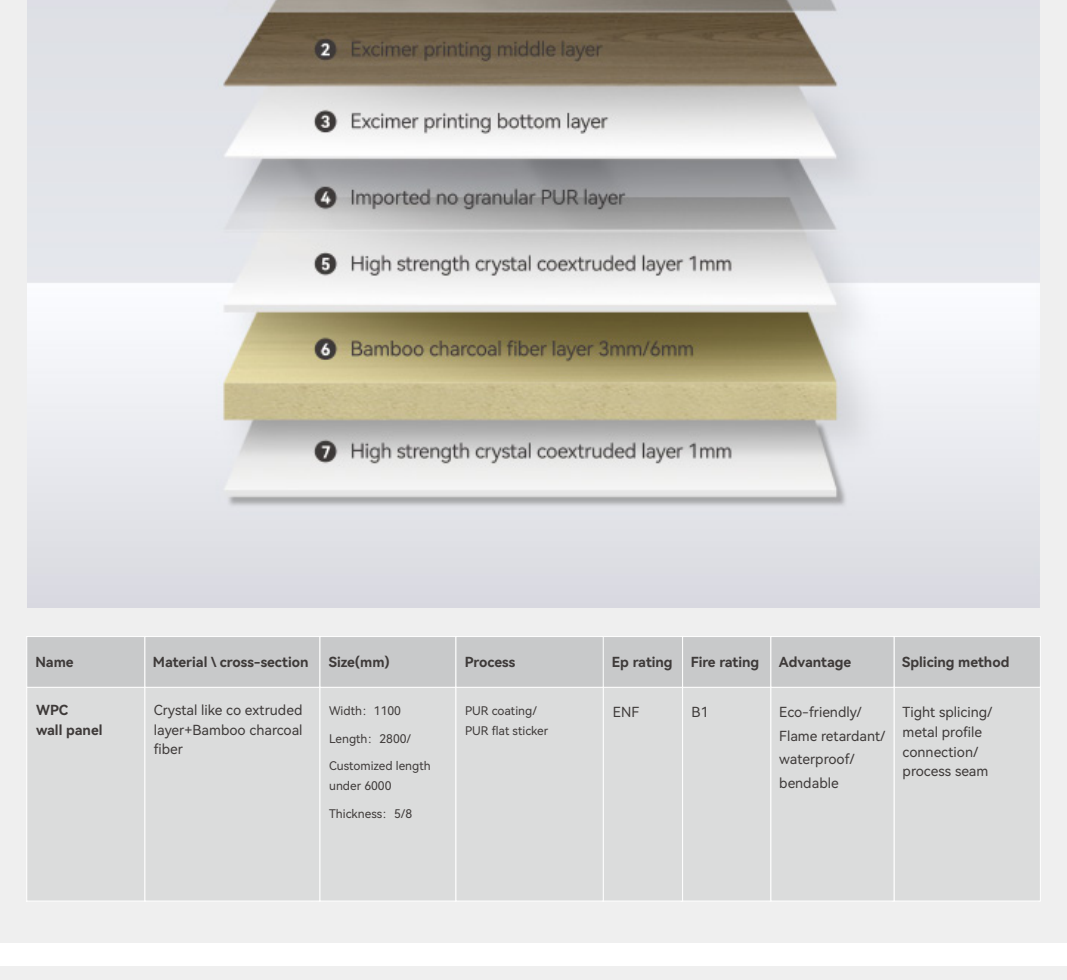 2 Excimer printing middle layer
3 Excimer printing bottom layer
4 Imported no granular PUR layer
5 High strength crystal coextruded layer 1mm
6 Bamboo charcoal fiber layer 3mm/6mm
7 High strength crystal coextruded layer 1mm
Name Material \ cross-section Size(mm) Process Ep rating Fire rating Advantage Splicing method
WPC
wall panel
Crystal like co extruded
layer+Bamboo charcoal
fiber
Width: 1100
Length: 2800/
Customized length
under 6000
Thickness: 5/8
PUR coating/
PUR flat sticker
ENF
B1
Eco-friendly/
Flame retardant/
waterproof/
bendable
Tight splicing/
metal profile
connection/
process seam